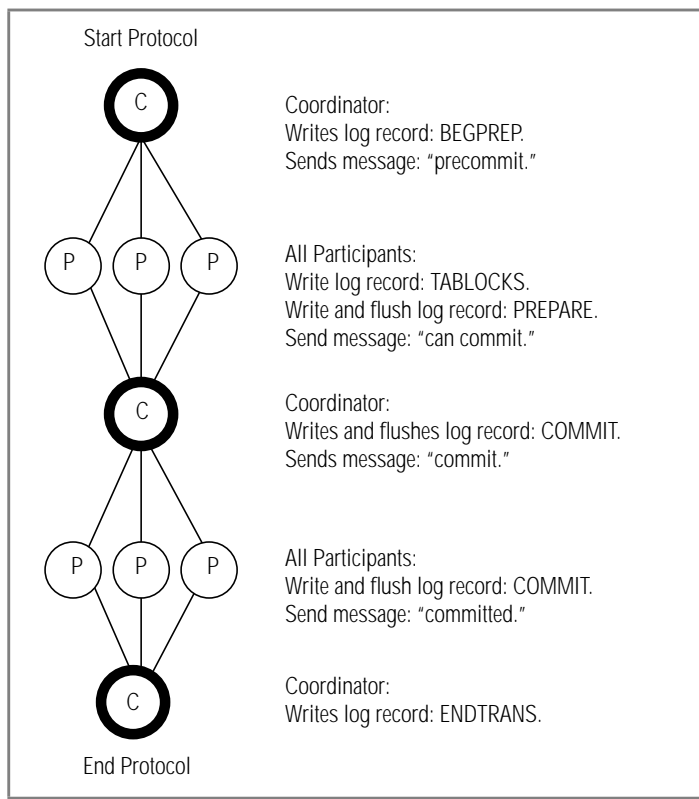 Start Protocol
C
Coordinator:
Writes log record: BEGPREP.
Sends message: “precommit.”
P P P
All Participants:
Write log record: TABLOCKS.
Write and flush log record: PREPARE.
Send message: “can commit.”
C
Coordinator:
Writes and flushes log record: COMMIT.
Sends message: “commit.”
P P P
All Participants:
Write and flush log record: COMMIT.
Send message: “committed.”
C
Coordinator:
Writes log record: ENDTRANS.
End Protocol